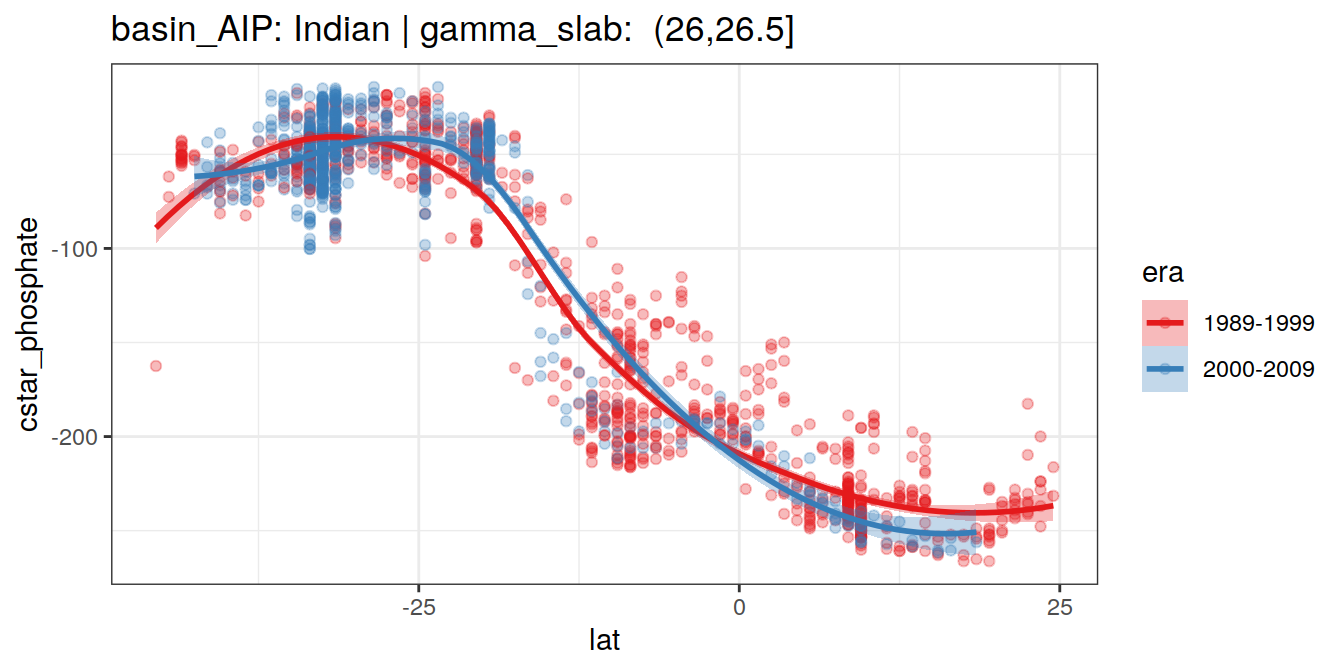 basin_AIP: Indian | gamma_slab:  (26,26.5]
cstar_phosphate
-100
-200
-25
0
25
lat
era
1989-1999
2000-2009